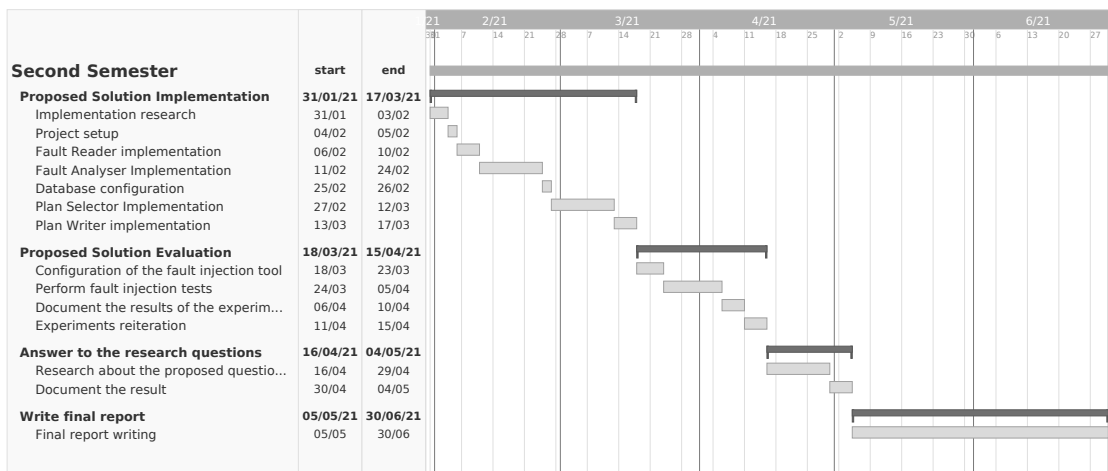 1/21 2/21 3/21 4/21 5/21 6/21
31 7 14 21 28 7 14 21 28 4 11 18 25 2 9 16 23 30 6 13 20 27
Second Semester start end
Proposed Solution Implementation 31/01/21 17/03/21
Implementation research 31/01 03/02
Project setup 04/02 05/02
Fault Reader implementation 06/02 10/02
Fault Analyser Implementation 11/02 24/02
Database configuration 25/02 26/02
Plan Selector Implementation 27/02 12/03
Plan Writer implementation 13/03 17/03
Proposed Solution Evaluation 18/03/21 15/04/21
Configuration of the fault injection tool 18/03 23/03
Perform fault injection tests 24/03 05/04
Document the results of the experim... 06/04 10/04
Experiments reiteration 11/04 15/04
Answer to the research questions 16/04/21 04/05/21
Research about the proposed questio... 16/04 29/04
Document the result 30/04 04/05
Write final report 05/05/21 30/06/21
Final report writing 05/05 30/06